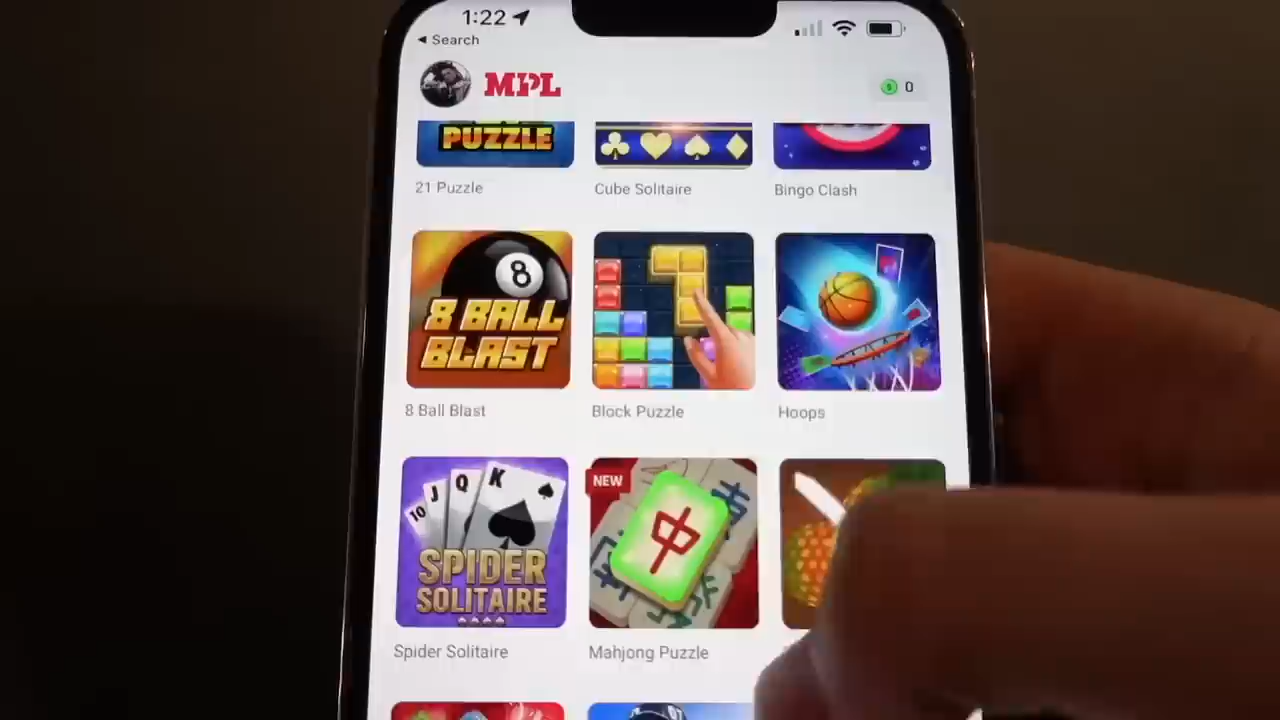 1:22
◀ Search
MPL
0
PUZZLE
21 Puzzle
Cube Solitaire
Bingo Clash
8
8 BALL
BLAST
8 Ball Blast
Block Puzzle
Hoops
10 J Q K
SPIDER
SOLITAIRE
NEW
中
Spider Solitaire
Mahjong Puzzle